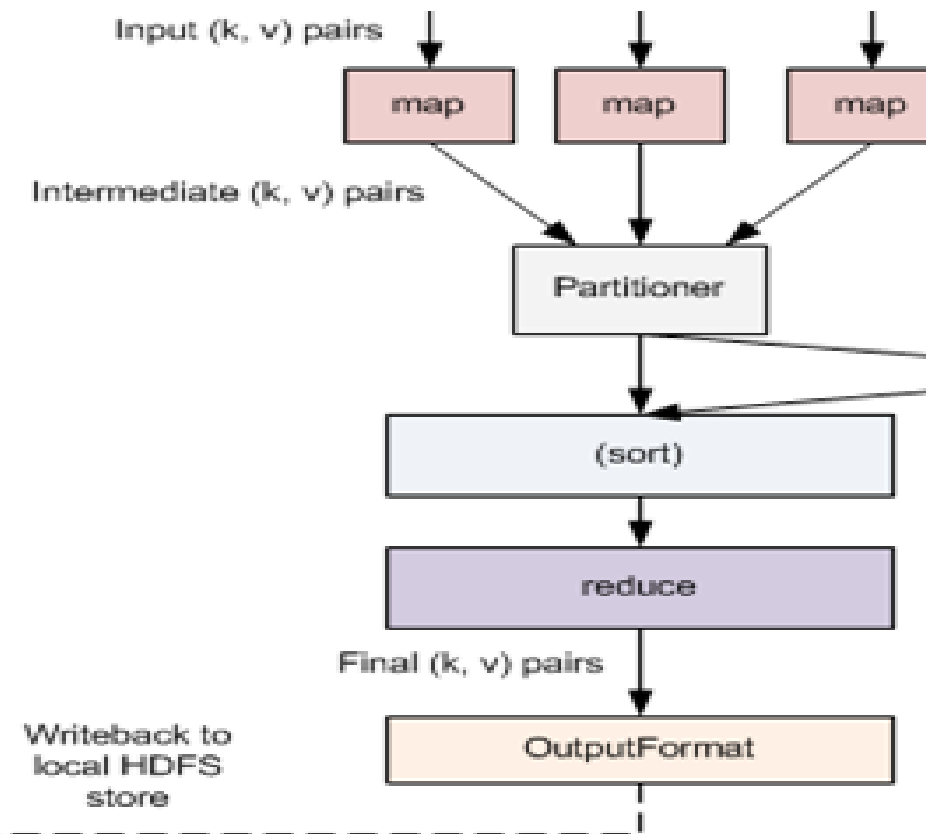 Input (k, v) pairs
map
map
map
Intermediate (k, v) pairs
Partitioner
(sort)
reduce
Final (k, v) pairs
OutputFormat
Writeback to
local HDFS
store